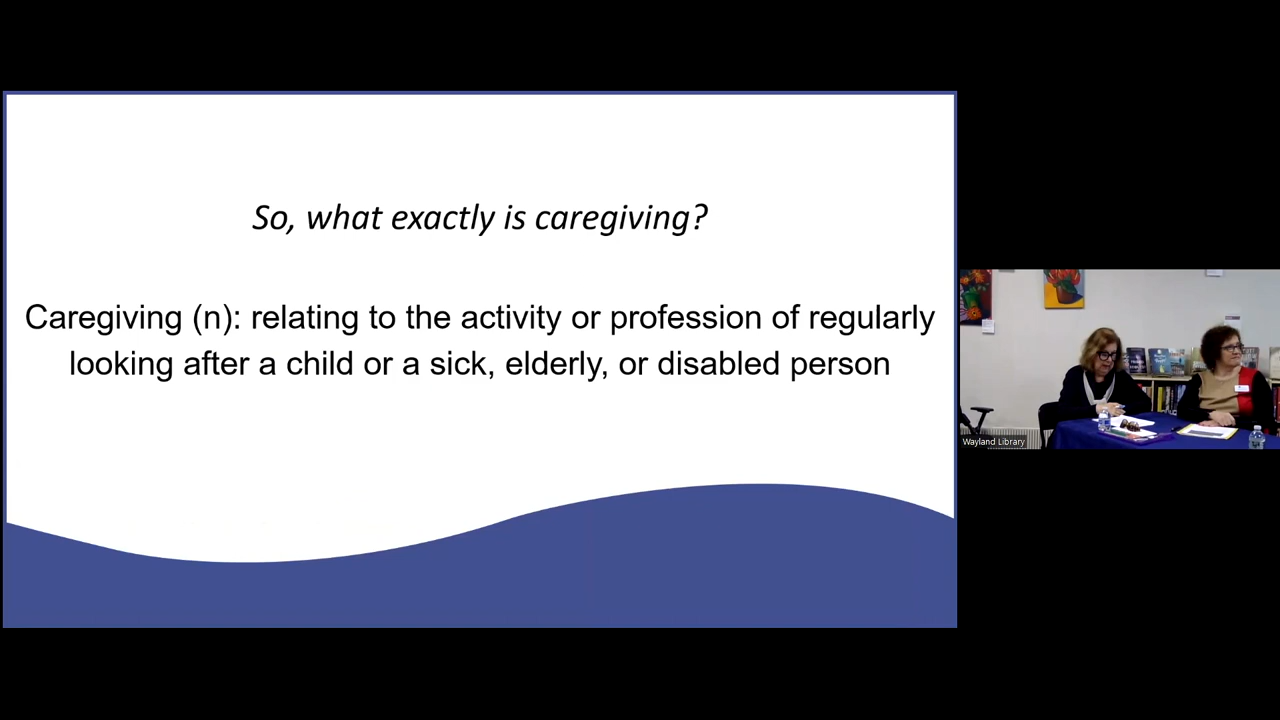 So, what exactly is caregiving?
Caregiving (n): relating to the activity or profession of regularly
looking after a child or a sick, elderly, or disabled person
Wayland Library